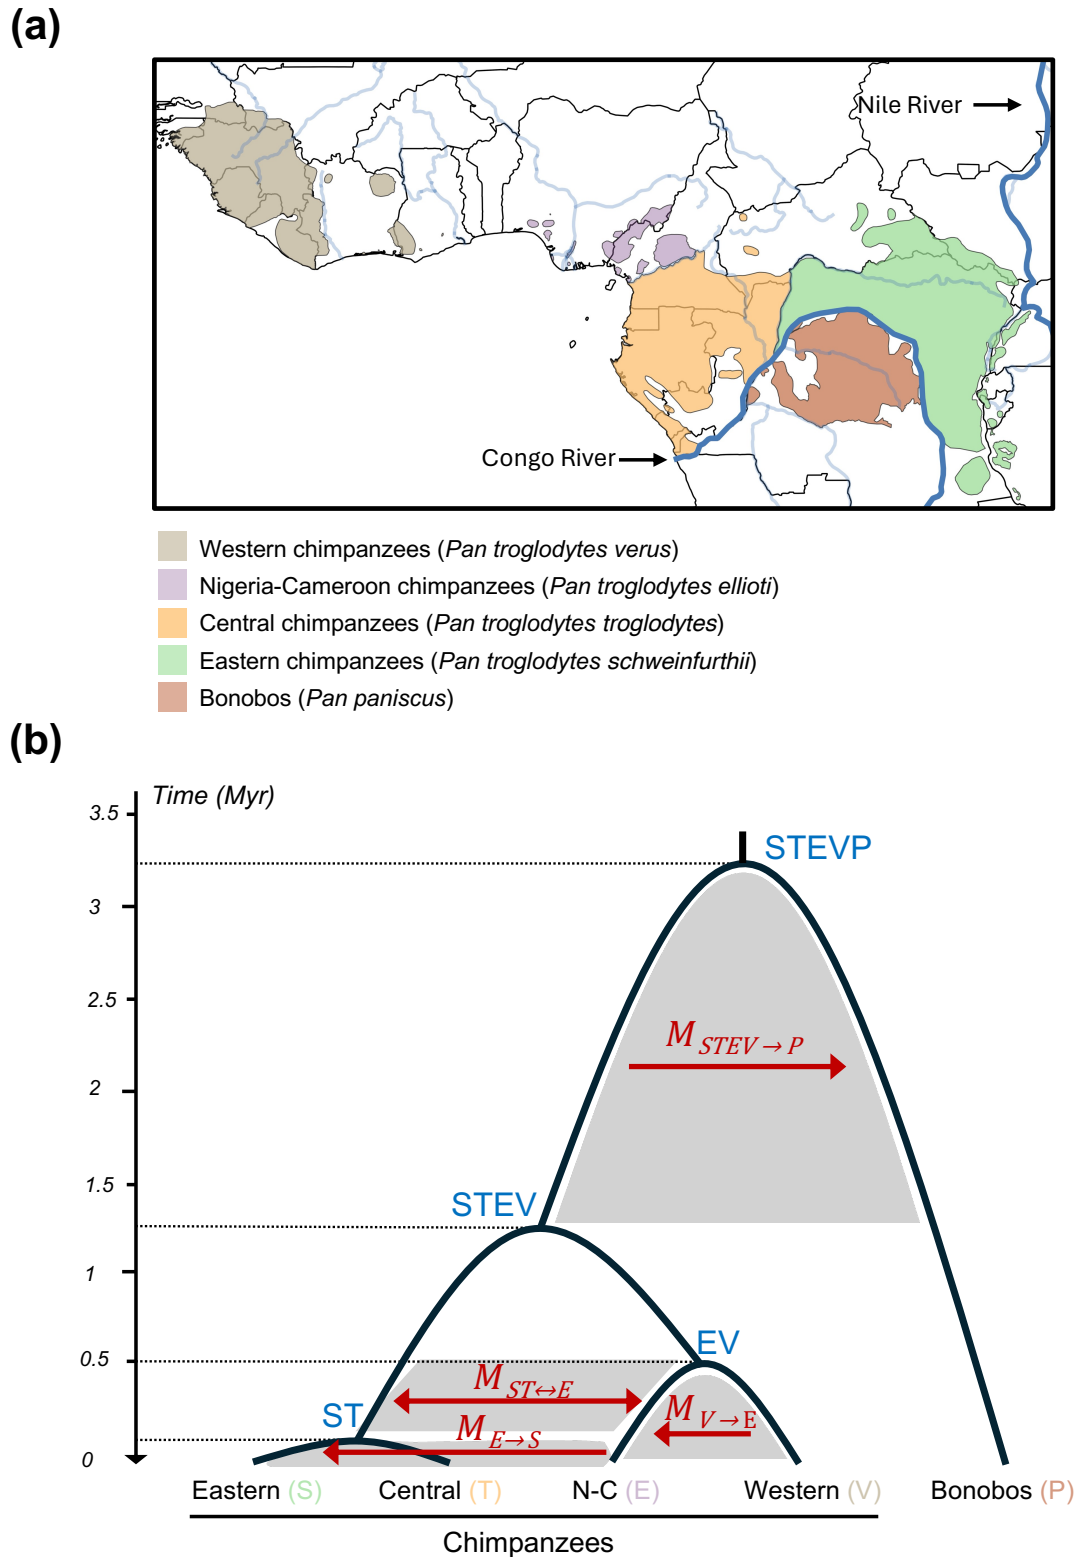 (a)
Nile River
Congo River
Western chimpanzees (Pan troglodytes verus)
Nigeria-Cameroon chimpanzees (Pan troglodytes ellioti)
Central chimpanzees (Pan troglodytes troglodytes)
Eastern chimpanzees (Pan troglodytes schweinfurthii)
Bonobos (Pan paniscus)
(b)
Time (Myr)
3.5
STEVP
3
2.5
M STEV → P
2
1.5
STEV
1
EV
0.5
M ST↔E
M V → E
ST
M E → S
0
Eastern (S) Central (T) N-C (E) Western (V) Bonobos (P)
Chimpanzees